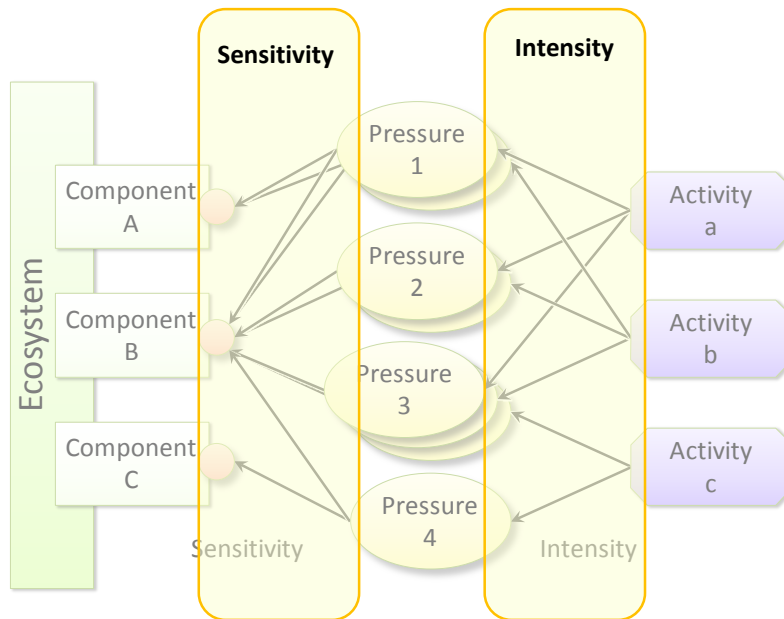 Sensitivity
Intensity
Ecosystem
Component
A
Component
B
Component
C
Pressure
1
Pressure
2
Pressure
3
Pressure
4
Activity
a
Activity
b
Activity
c
Sensitivity
Intensity